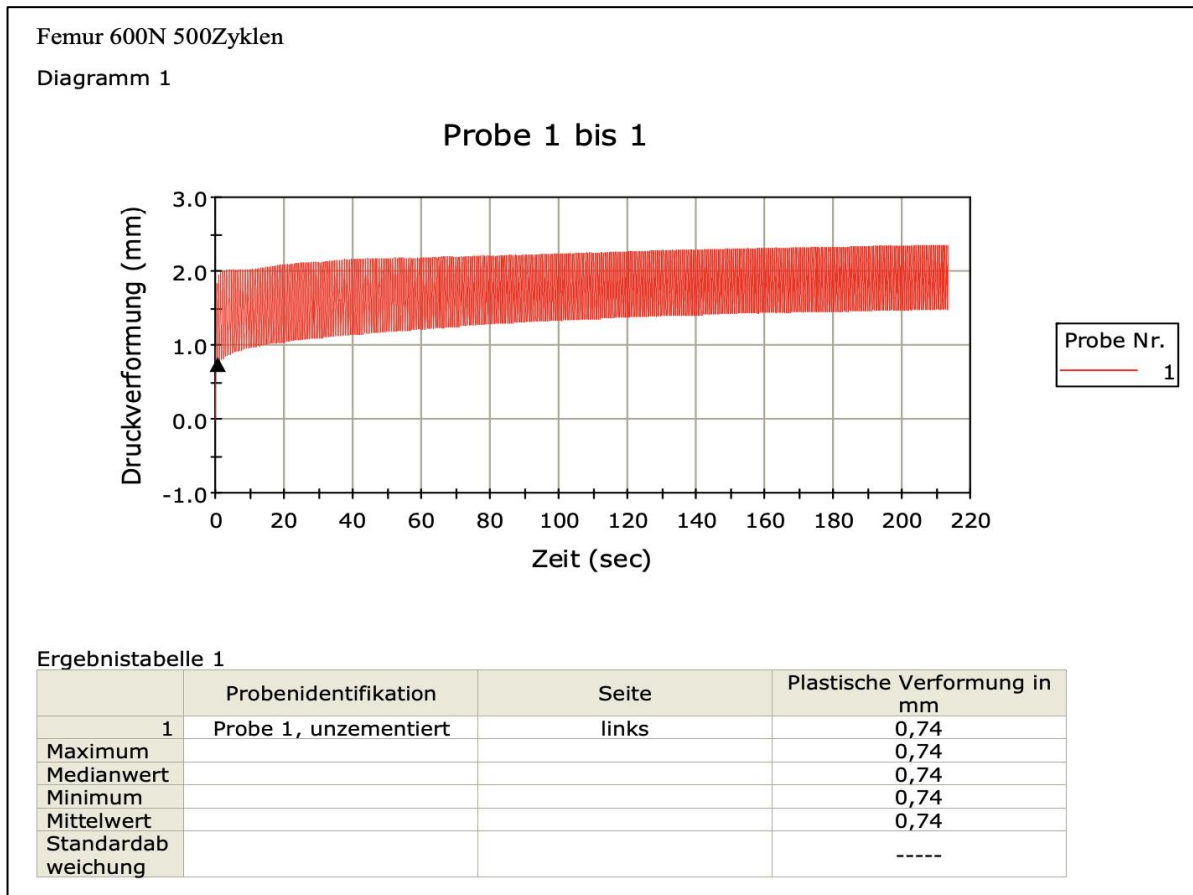 Femur 600N 500Zyklen
Diagramm 1
Probe 1 bis 1
Druckverformung (mm)
3.0
2.0
1.0
0.0
-1.0
0 20 40 60 80 100 120 140 160 180 200 220
Zeit (sec)
Probe Nr.
1
Ergebnistabelle 1
Probenidentifikation Seite Plastische Verformung in
mm
1 Probe 1, unzementiert links 0,74
Maximum 0,74
Medianwert 0,74
Minimum 0,74
Mittelwert 0,74
Standardab
weichung -----